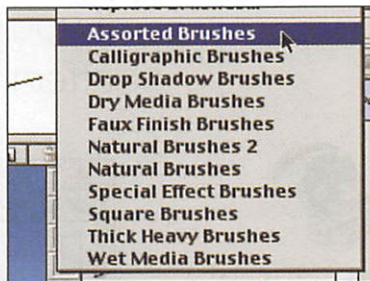 Assorted Brushes
Calligraphic Brushes
Drop Shadow Brushes
Dry Media Brushes
Faux Finish Brushes
Natural Brushes 2
Natural Brushes
Special Effect Brushes
Square Brushes
Thick Heavy Brushes
Wet Media Brushes